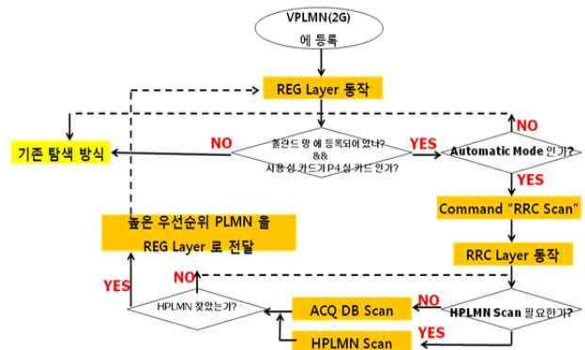 VPLMN(2G)
에 등록
REG Layer 동작
NO
폴란드 망 에 등록되어 있나?
YES
&&
사용 심 카드가 P4 심 카드 인가?
기존 탐색 방식
NO
Automatic Mode 인가?
YES
Command "RRC Scan"
높은 우선순위 PLMN 을
REG Layer 로 전달
RRC Layer 동작
YES
NO
HPLMN 찾았는가?
ACQ DB Scan
NO
HPLMN Scan 필요한가?
HPLMN Scan
YES